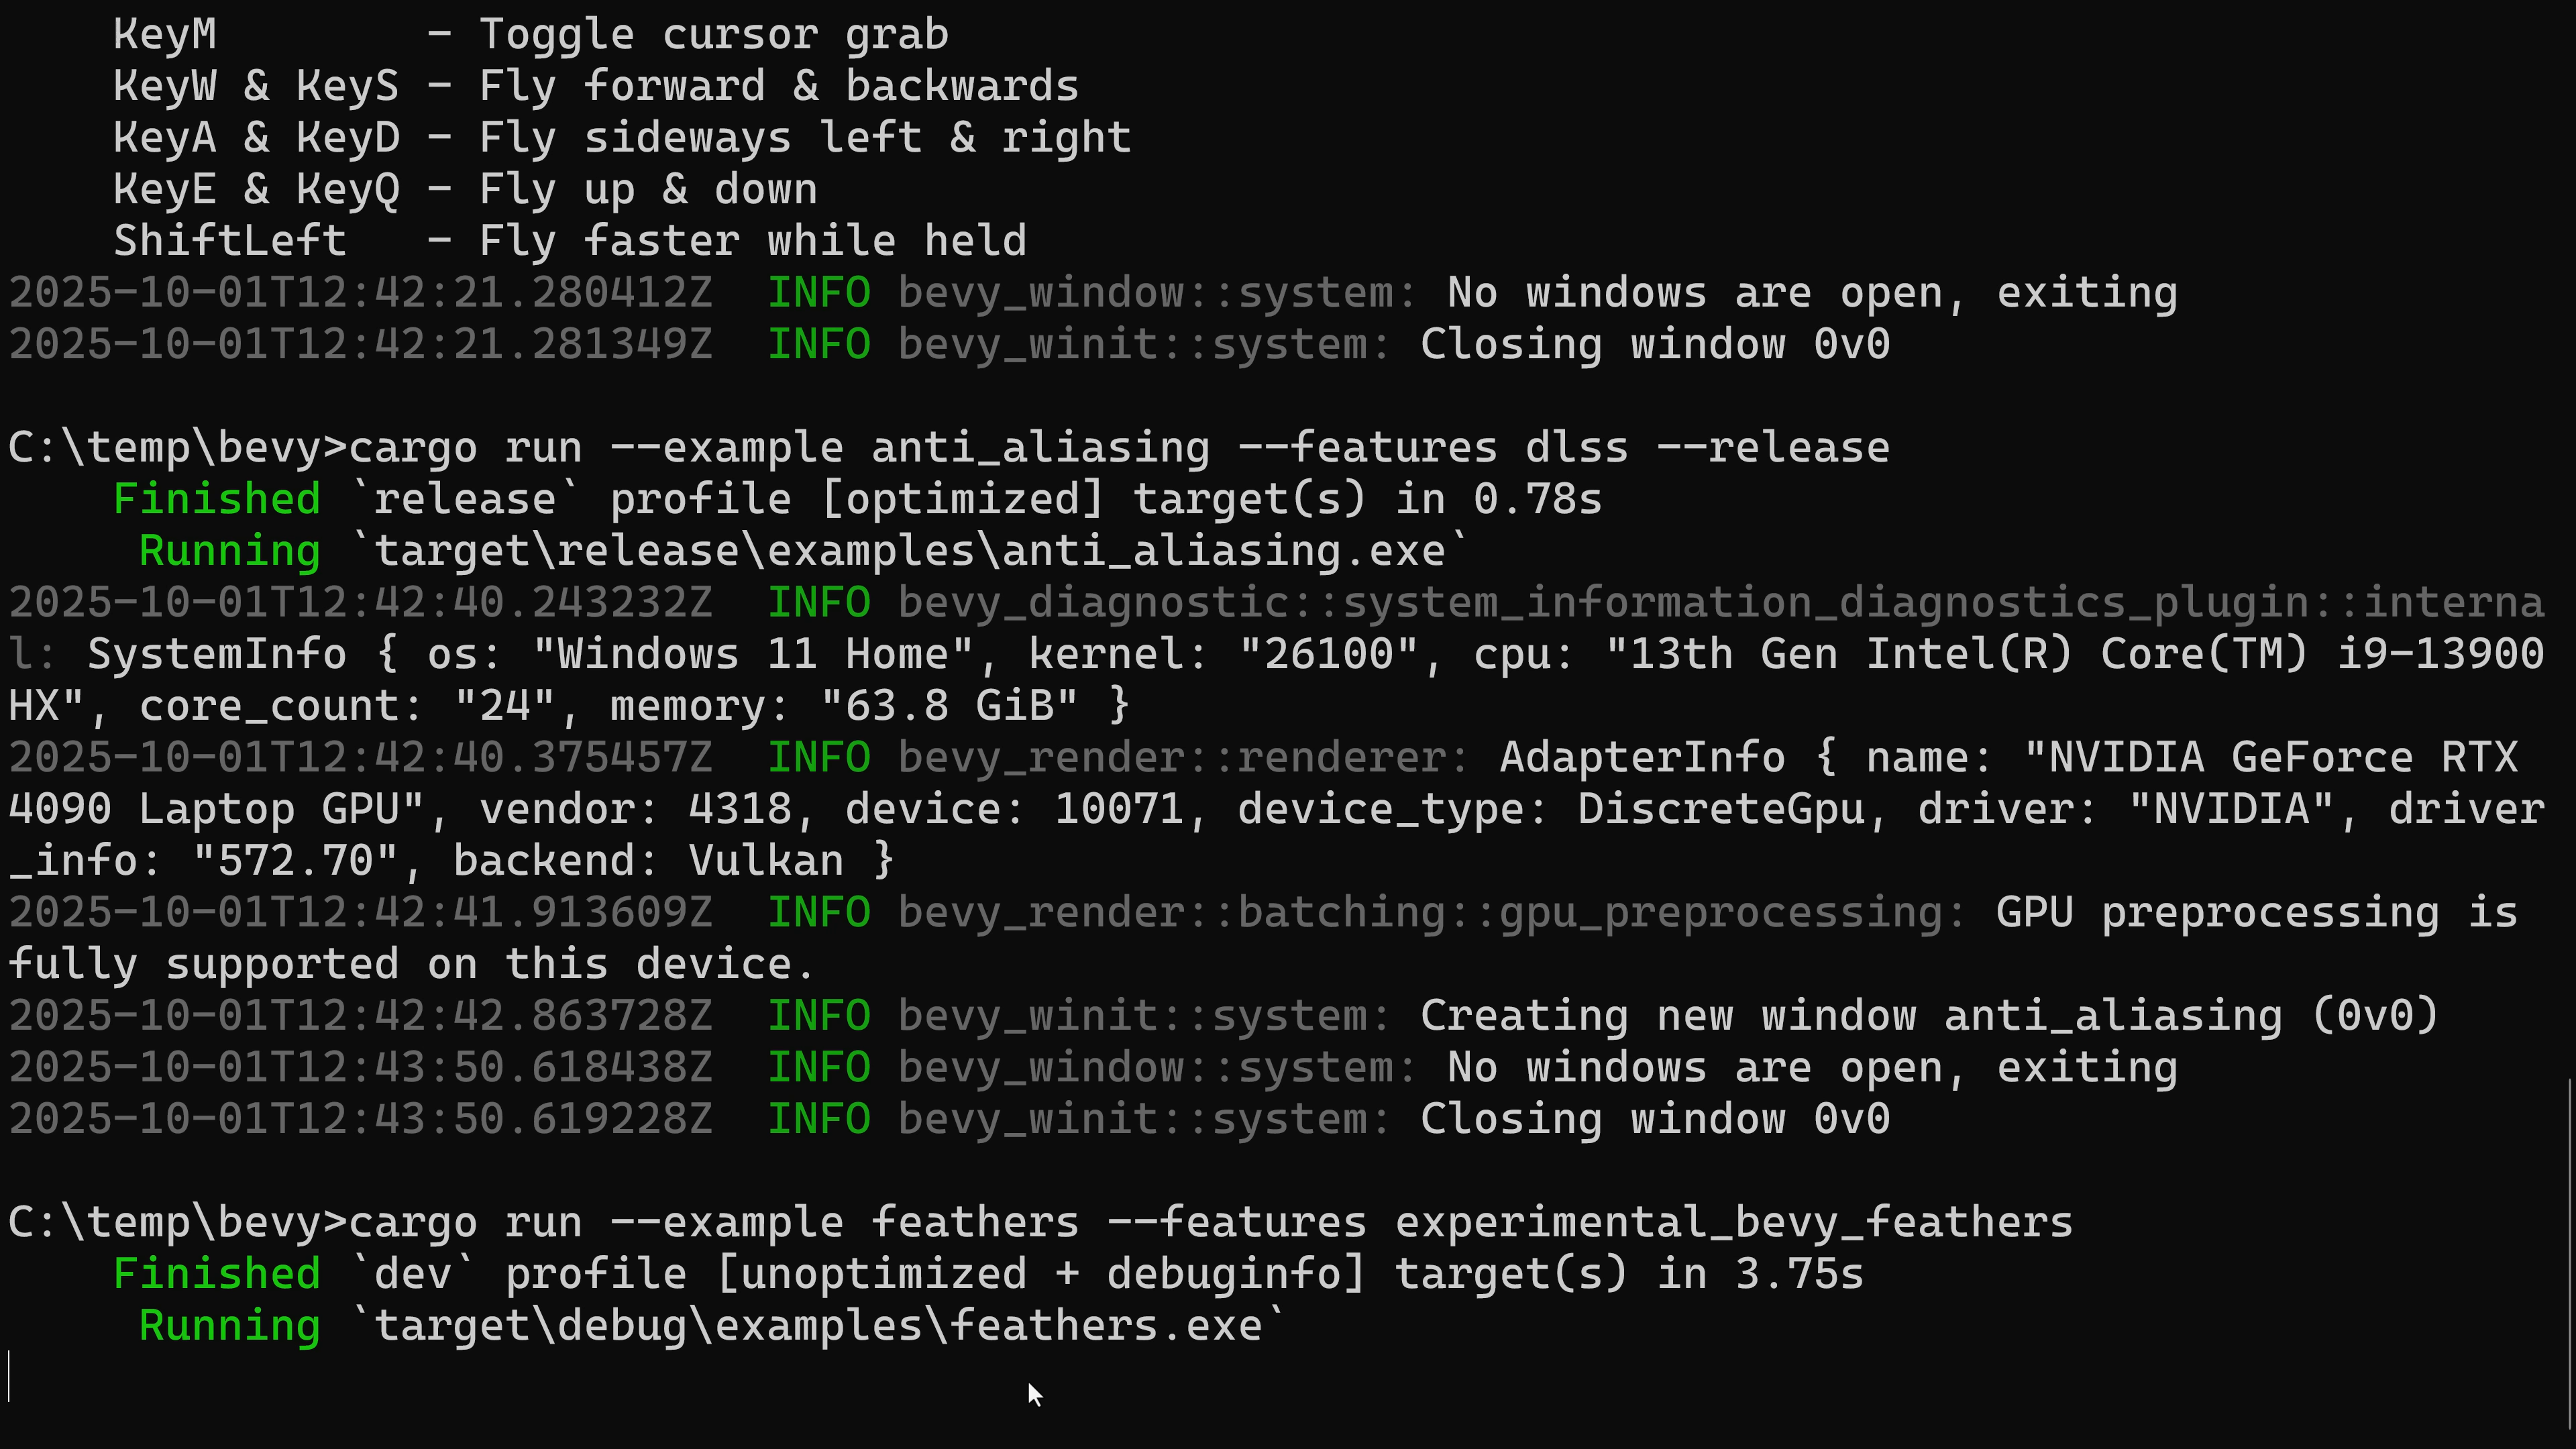 KeyM        - Toggle cursor grab
KeyW & KeyS - Fly forward & backwards
KeyA & KeyD - Fly sideways left & right
KeyE & KeyQ - Fly up & down
ShiftLeft   - Fly faster while held
2025-10-01T12:42:21.280412Z  INFO bevy_window::system: No windows are open, exiting
2025-10-01T12:42:21.281349Z  INFO bevy_winit::system: Closing window 0v0
C:\temp\bevy>cargo run --example anti_aliasing --features dlss --release
Finished `release` profile [optimized] target(s) in 0.78s
Running `target\release\examples\anti_aliasing.exe`
2025-10-01T12:42:40.243232Z  INFO bevy_diagnostic::system_information_diagnostics_plugin::interna
l: SystemInfo { os: "Windows 11 Home", kernel: "26100", cpu: "13th Gen Intel(R) Core(TM) i9-13900
HX", core_count: "24", memory: "63.8 GiB" }
2025-10-01T12:42:40.375457Z  INFO bevy_render::renderer: AdapterInfo { name: "NVIDIA GeForce RTX
4090 Laptop GPU", vendor: 4318, device: 10071, device_type: DiscreteGpu, driver: "NVIDIA", driver
_info: "572.70", backend: Vulkan }
2025-10-01T12:42:41.913609Z  INFO bevy_render::batching::gpu_preprocessing: GPU preprocessing is
fully supported on this device.
2025-10-01T12:42:42.863728Z  INFO bevy_winit::system: Creating new window anti_aliasing (0v0)
2025-10-01T12:43:50.618438Z  INFO bevy_window::system: No windows are open, exiting
2025-10-01T12:43:50.619228Z  INFO bevy_winit::system: Closing window 0v0
C:\temp\bevy>cargo run --example feathers --features experimental_bevy_feathers
Finished `dev` profile [unoptimized + debuginfo] target(s) in 3.75s
Running `target\debug\examples\feathers.exe`